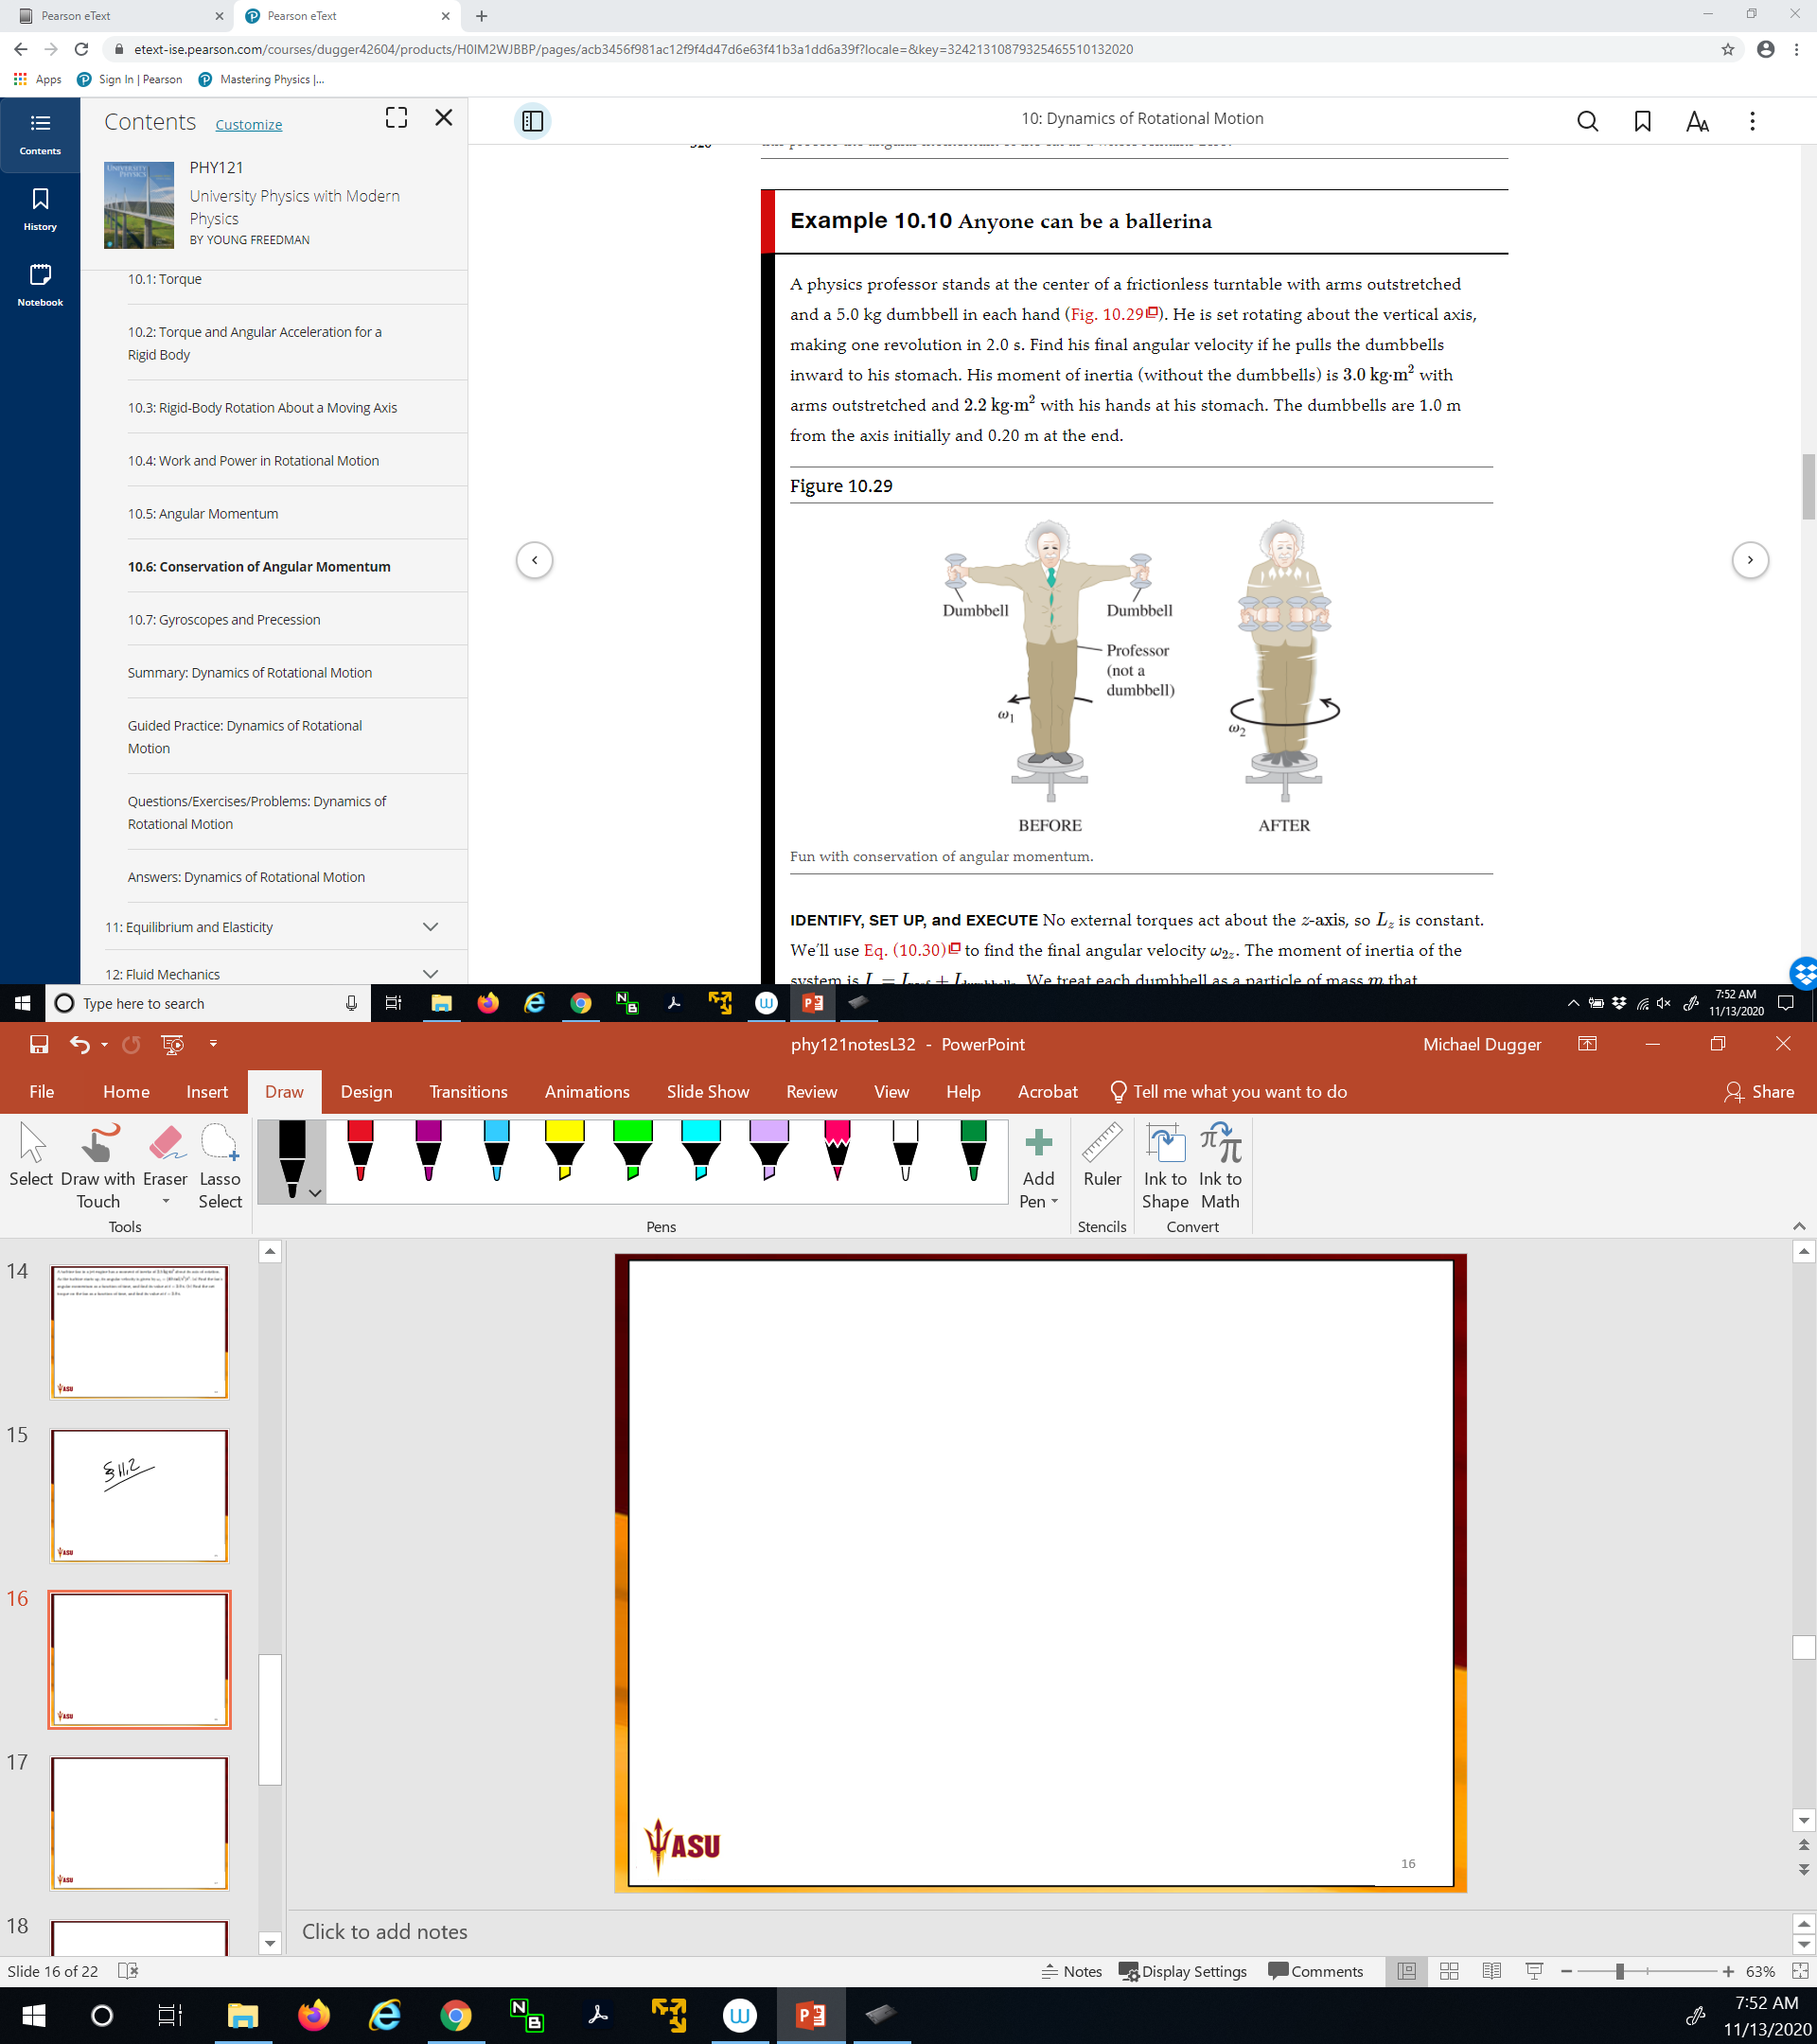 Pearson eText
Pearson eText
etext-ise.pearson.com/courses/dugger42604/products/H0IM2WJBBP/pages/acb3456f981ac12f9f4d47d6e63f41b3a1dd6a39f?locale=&key=32421310879325465510132020
Apps Sign In | Pearson Mastering Physics |...
Contents
History
Notebook
Contents Customize
PHY121
University Physics with Modern
Physics
BY YOUNG FREEDMAN
10.1: Torque
10.2: Torque and Angular Acceleration for a
Rigid Body
10.3: Rigid-Body Rotation About a Moving Axis
10.4: Work and Power in Rotational Motion
10.5: Angular Momentum
10.6: Conservation of Angular Momentum
10.7: Gyroscopes and Precession
Summary: Dynamics of Rotational Motion
Guided Practice: Dynamics of Rotational
Motion
Questions/Exercises/Problems: Dynamics of
Rotational Motion
Answers: Dynamics of Rotational Motion
11: Equilibrium and Elasticity
12: Fluid Mechanics
10: Dynamics of Rotational Motion
Example 10.10 Anyone can be a ballerina
A physics professor stands at the center of a frictionless turntable with arms outstretched
and a 5.0 kg dumbbell in each hand (Fig. 10.29). He is set rotating about the vertical axis,
making one revolution in 2.0 s. Find his final angular velocity if he pulls the dumbbells
inward to his stomach. His moment of inertia (without the dumbbells) is 3.0 kg·m² with
arms outstretched and 2.2 kg·m² with his hands at his stomach. The dumbbells are 1.0 m
from the axis initially and 0.20 m at the end.
Figure 10.29
Dumbbell Dumbbell
Professor
(not a
dumbbell)
ω₁ ω₂
BEFORE AFTER
Fun with conservation of angular momentum.
IDENTIFY, SET UP, and EXECUTE No external torques act about the z-axis, so L_z is constant.
We'll use Eq. (10.30) to find the final angular velocity ω₂z. The moment of inertia of the
system is I = I + I We treat each dumbbell as a particle of mass m that
Type here to search
7:52 AM
11/13/2020
phy121notesL32 - PowerPoint
Michael Dugger
File Home Insert Draw Design Transitions Animations Slide Show Review View Help Acrobat Tell me what you want to do Share
Select Draw with Touch Eraser Lasso Select
Add Pen Ruler Ink to Shape Ink to Math
Tools Pens Stencils Convert
14
ASU
15
§ 11.2
ASU
16
ASU
17
ASU
18
ASU
16
Click to add notes
Slide 16 of 22 Notes Display Settings Comments 63%
7:52 AM
11/13/2020